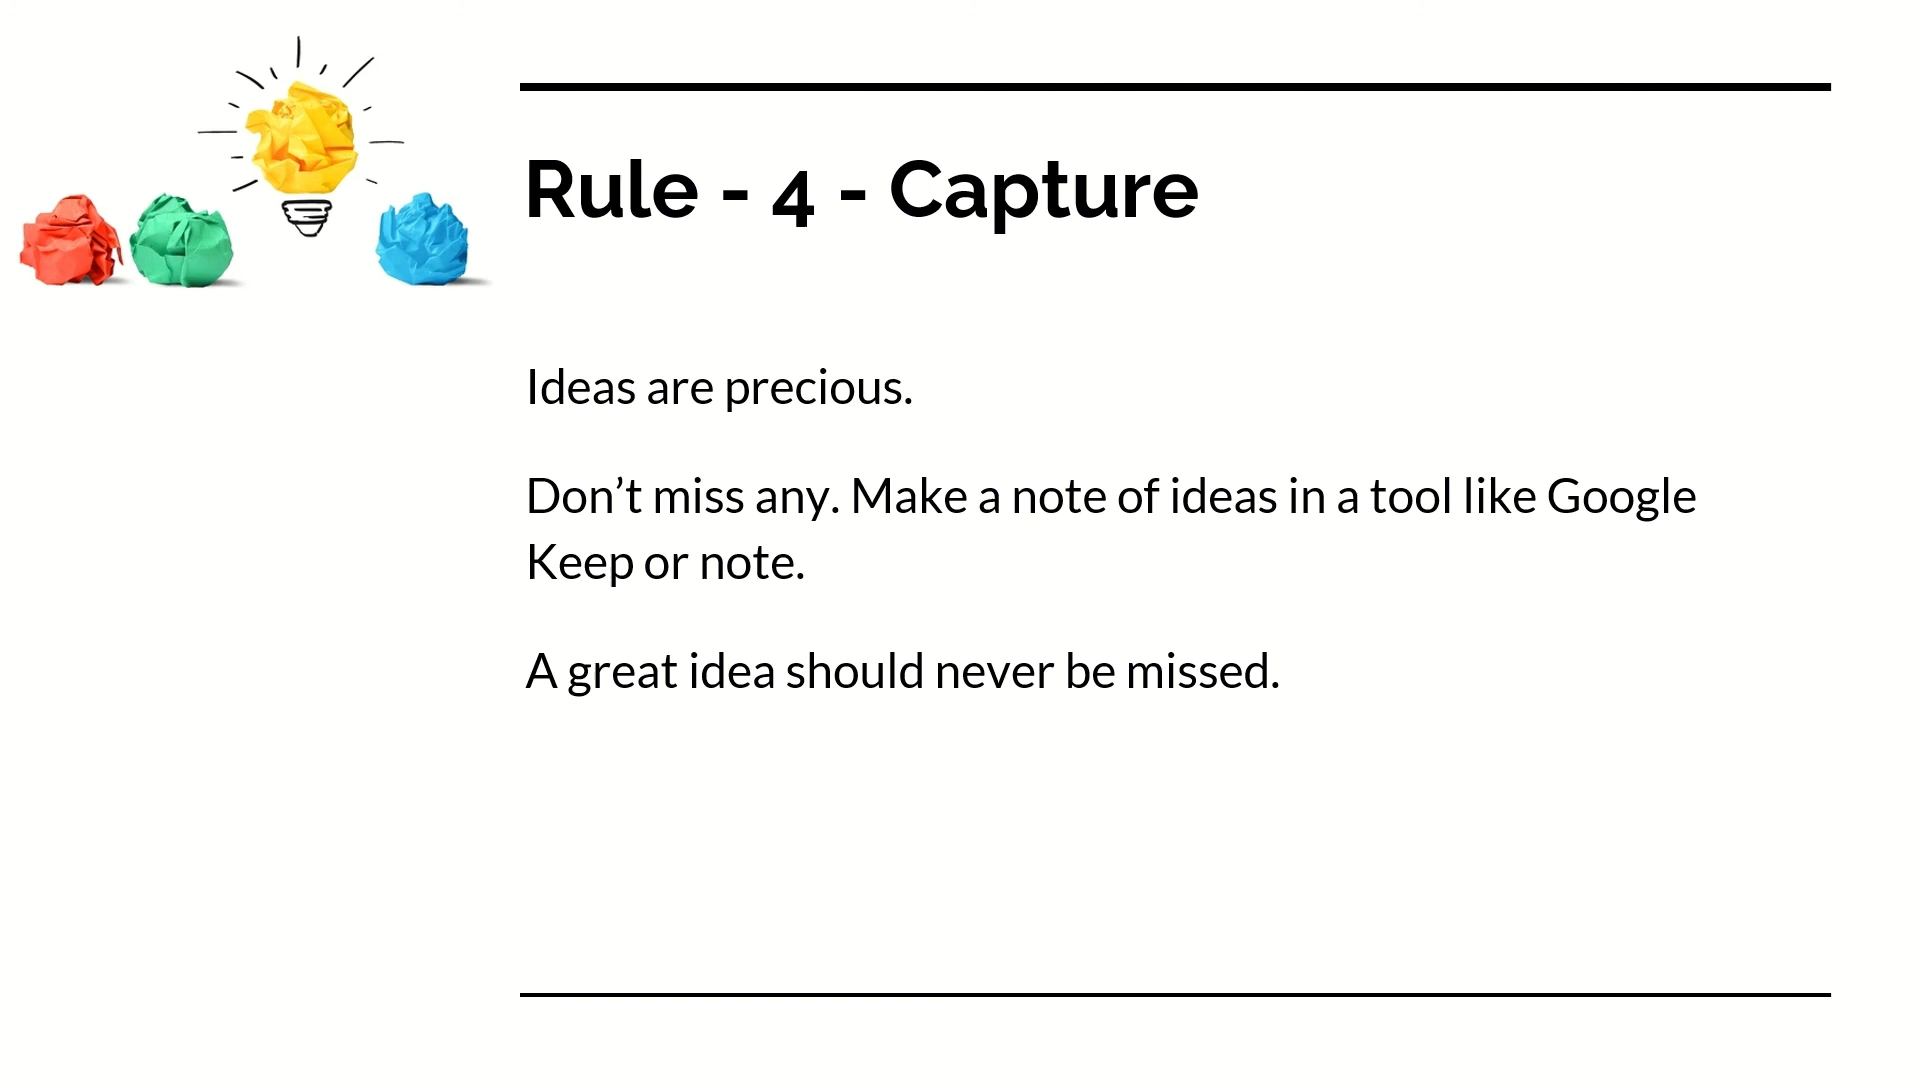 Rule - 4 - Capture
Ideas are precious.
Don’t miss any. Make a note of ideas in a tool like Google
Keep or note.
A great idea should never be missed.